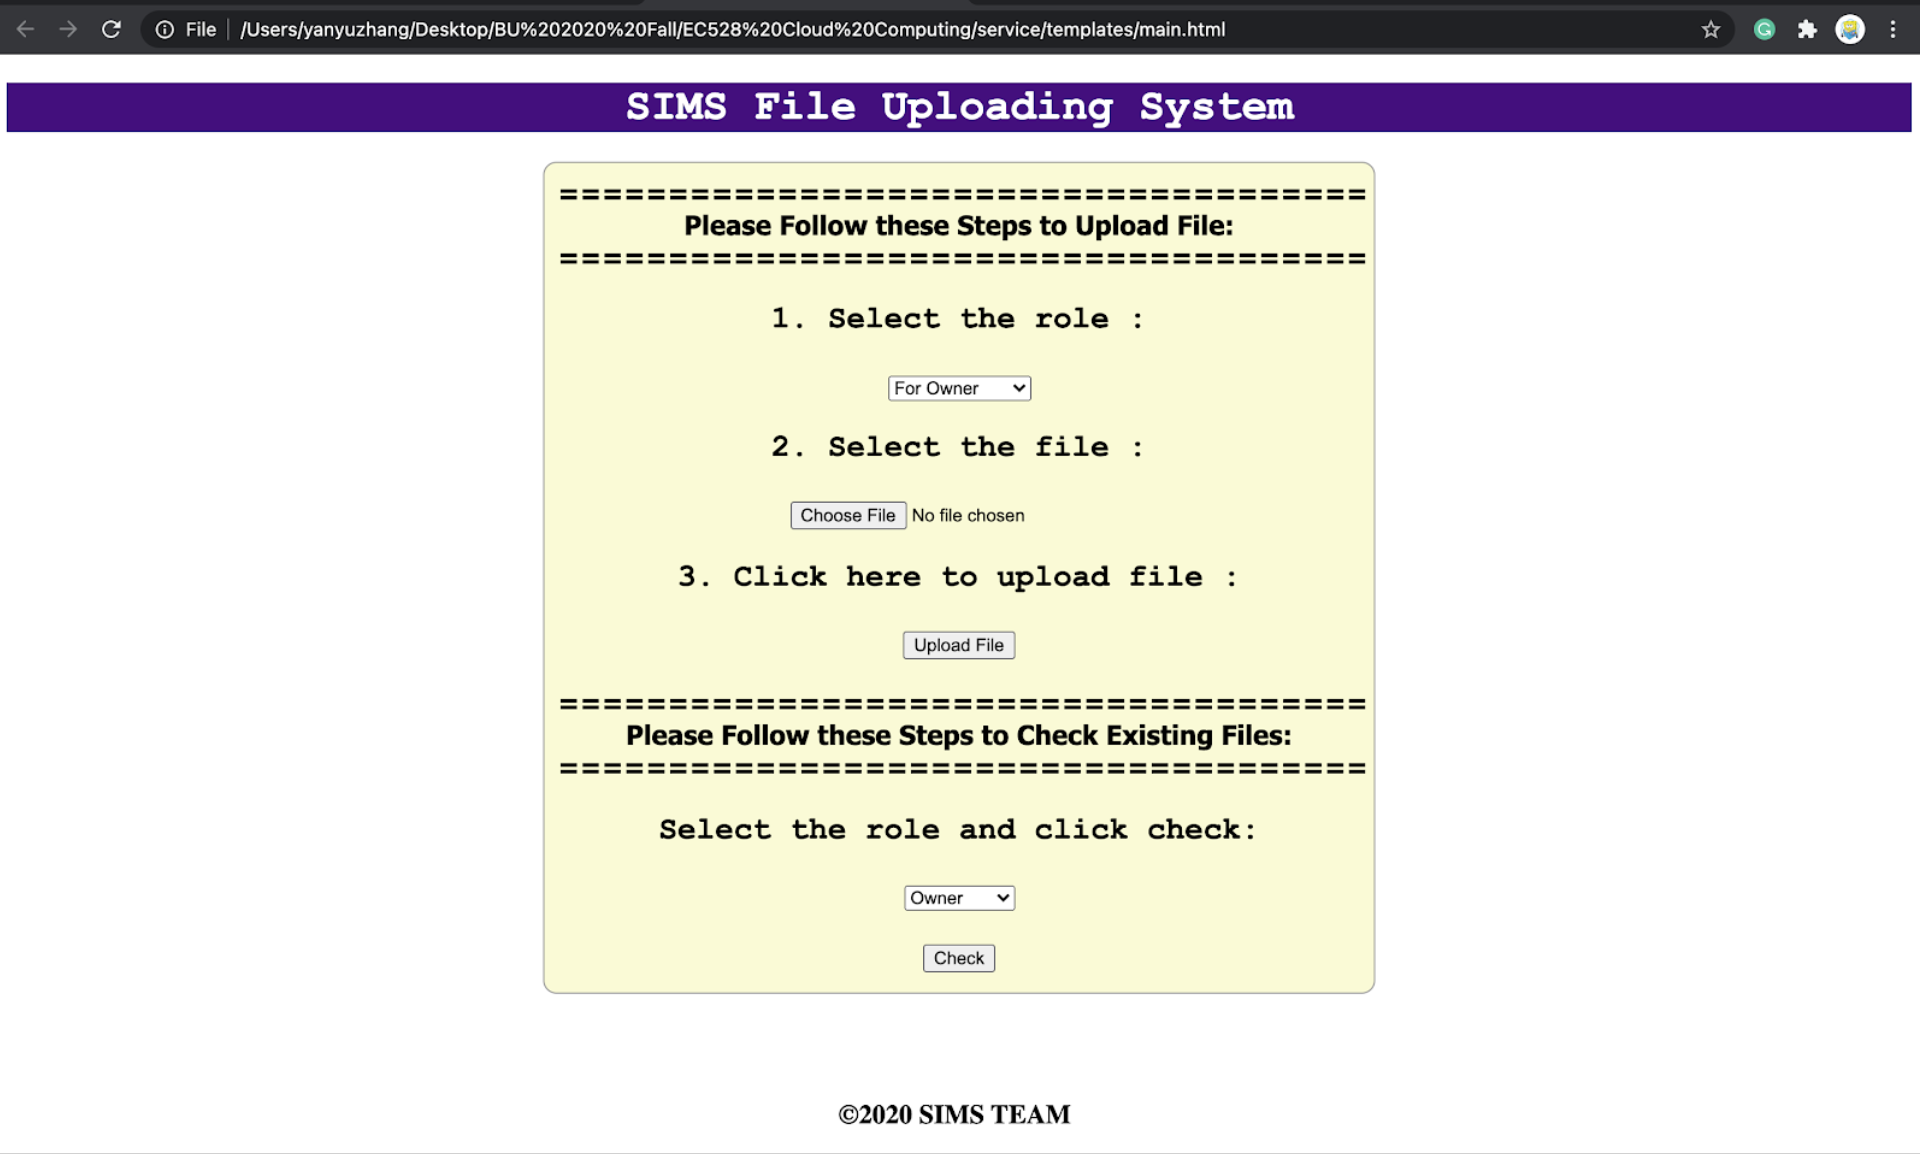 File /Users/yanyuzhang/Desktop/BU%202020%20Fall/EC528%20Cloud%20Computing/service/templates/main.html
SIMS File Uploading System
=====================================
Please Follow these Steps to Upload File:
=====================================
1. Select the role :
For Owner
2. Select the file :
Choose File No file chosen
3. Click here to upload file :
Upload File
=====================================
Please Follow these Steps to Check Existing Files:
=====================================
Select the role and click check:
Owner
Check
©2020 SIMS TEAM